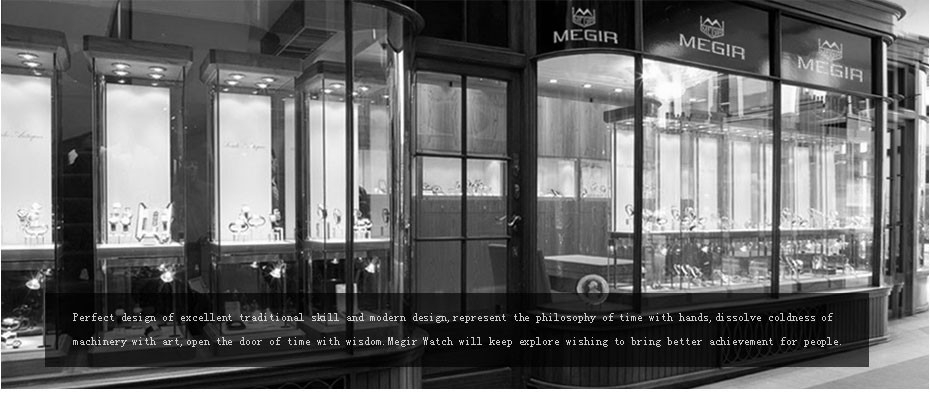 MEGIR
MEGIR
MEGIR
Perfect design of excellent traditional skill and modern design,represent the philosophy of time with hands,dissolve coldness of
machinery with art,open the door of time with wisdom.Megir Watch will keep explore wishing to bring better achievement for people.